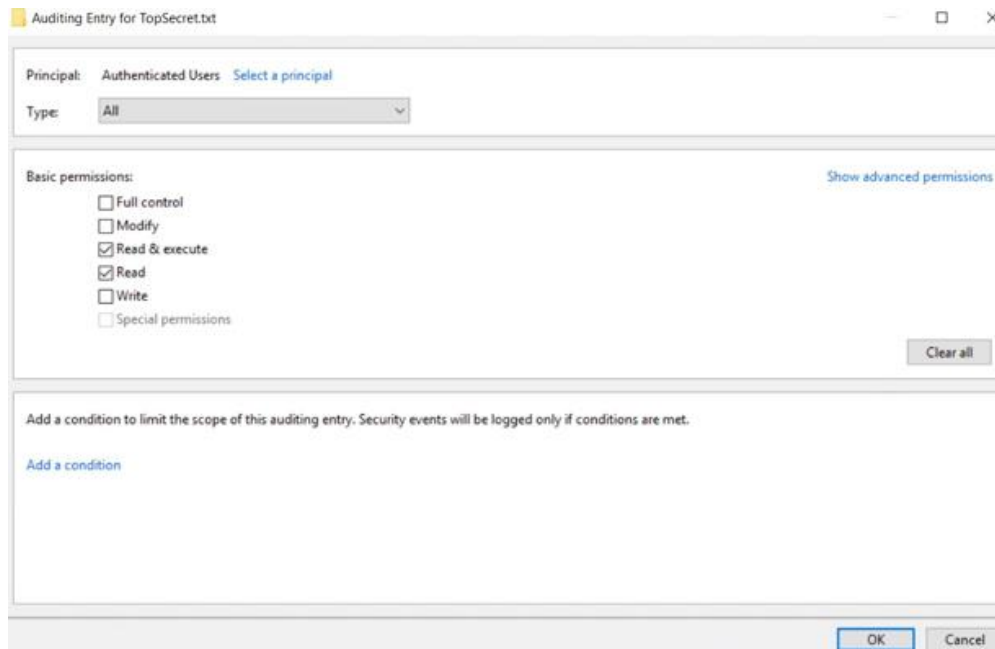 Auditing Entry for TopSecret.txt
Principal: Authenticated Users Select a principal
Type: All
Basic permissions: Show advanced permissions
Full control
Modify
Read & execute
Read
Write
Special permissions
Clear all
Add a condition to limit the scope of this auditing entry. Security events will be logged only if conditions are met.
Add a condition
OK Cancel